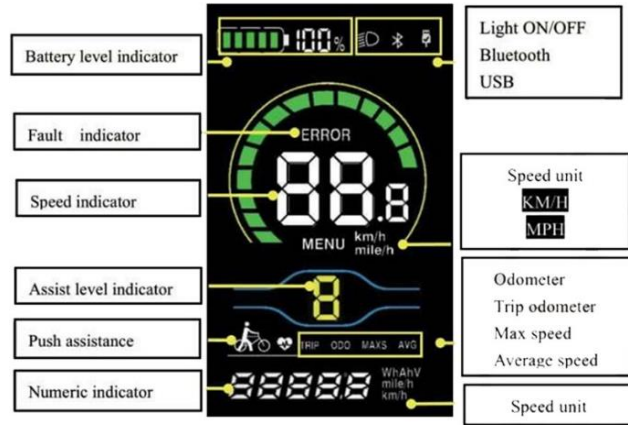 Battery level indicator
Fault indicator
Speed indicator
Assist level indicator
Push assistance
Numeric indicator
100%
ERROR
88.8
MENU
km/h
mile/h
8
TRIP ODO MAXS AVG
88888
WhAhV
mile/h
km/h
Light ON/OFF
Bluetooth
USB
Speed unit
KM/H
MPH
Odometer
Trip odometer
Max speed
Average speed
Speed unit